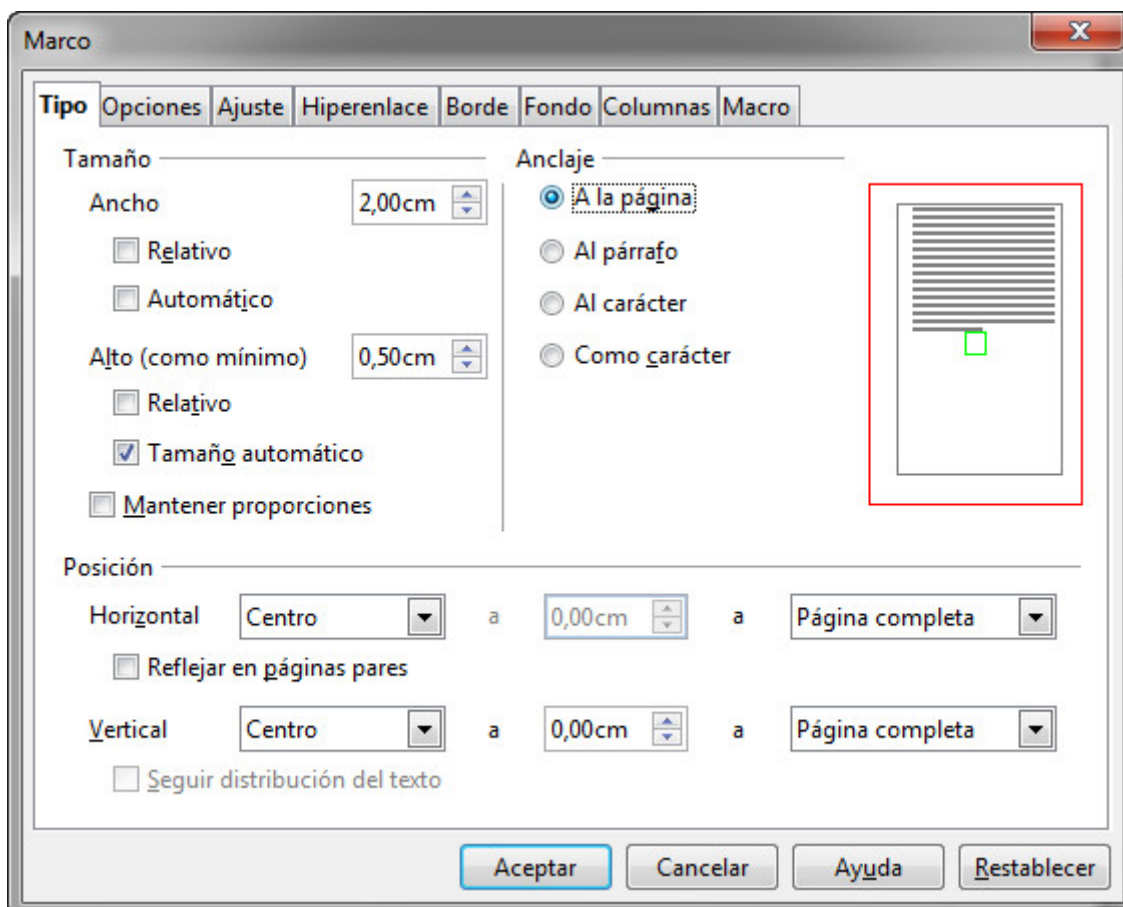 Marco
Tipo Opciones Ajuste Hiperenlace Borde Fondo Columnas Macro
Tamaño
Ancho 2,00cm
Relativo
Automático
Alto (como mínimo) 0,50cm
Relativo
Tamaño automático
Mantener proporciones
Anclaje
A la página
Al párrafo
Al carácter
Como carácter
Posición
Horizontal Centro a 0,00cm a Página completa
Reflejar en páginas pares
Vertical Centro a 0,00cm a Página completa
Seguir distribución del texto
Aceptar Cancelar Ayuda Restablecer